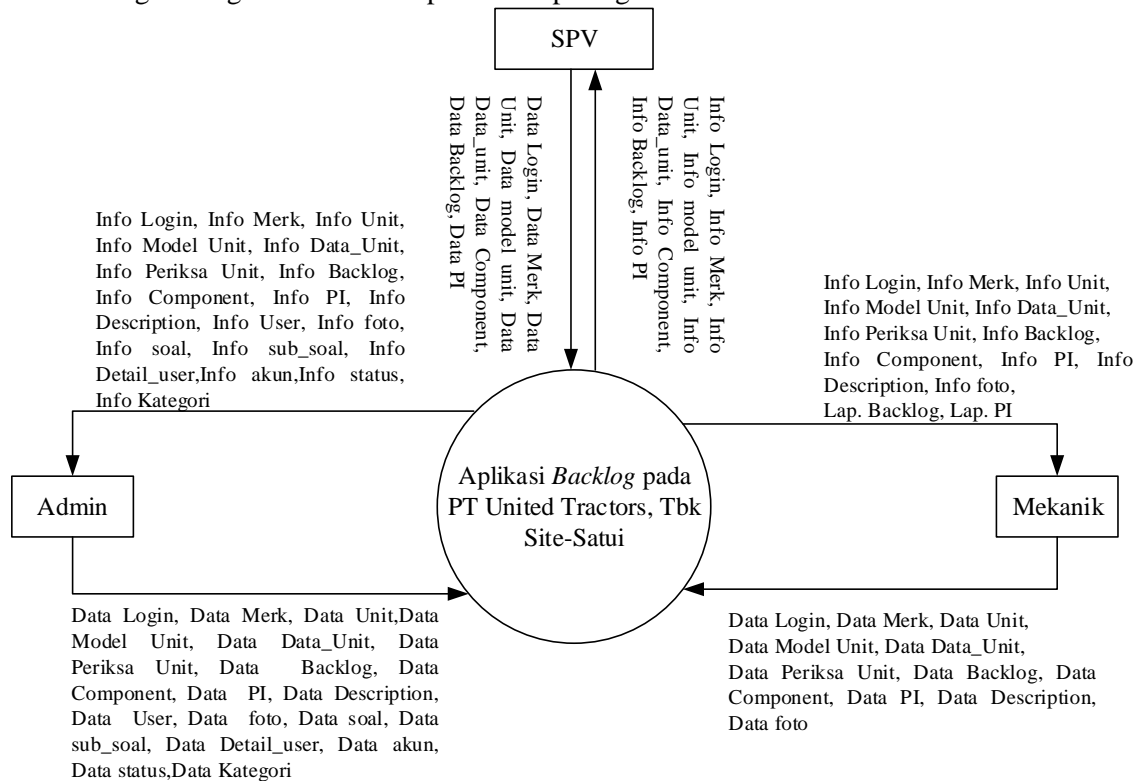 SPV
Data Login, Data Merk, Data
Unit, Data model unit, Data
Data_unit, Data Component,
Data Backlog, Data PI
Info Login, Info Merk, Info
Unit, Info model unit, Info
Data_unit, Info Component,
Info Backlog, Info PI
Info Login, Info Merk, Info Unit,
Info Model Unit, Info Data_Unit,
Info Periksa Unit, Info Backlog,
Info Component, Info PI, Info
Description, Info User, Info foto,
Info soal, Info sub_soal, Info
Detail_user,Info akun,Info status,
Info Kategori
Info Login, Info Merk, Info Unit,
Info Model Unit, Info Data_Unit,
Info Periksa Unit, Info Backlog,
Info Component, Info PI, Info
Description, Info foto,
Lap. Backlog, Lap. PI
Admin
Aplikasi Backlog pada
PT United Tractors, Tbk
Site-Satui
Mekanik
Data Login, Data Merk, Data Unit,Data
Model Unit, Data Data_Unit, Data
Periksa Unit, Data Backlog, Data
Component, Data PI, Data Description,
Data User, Data foto, Data soal, Data
sub_soal, Data Detail_user, Data akun,
Data status,Data Kategori
Data Login, Data Merk, Data Unit,
Data Model Unit, Data Data_Unit,
Data Periksa Unit, Data Backlog, Data
Component, Data PI, Data Description,
Data foto